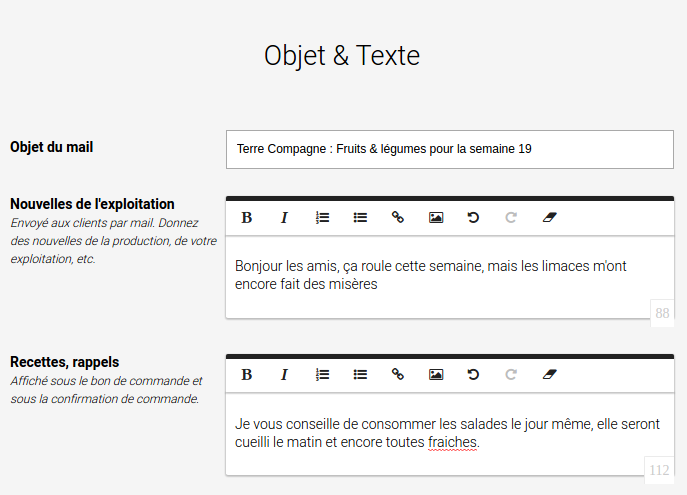 Objet & Texte
Objet du mail
Terre Compagne : Fruits & légumes pour la semaine 19
Nouvelles de l'exploitation
Envoyé aux clients par mail. Donnez
des nouvelles de la production, de votre
exploitation, etc.
B I
Bonjour les amis, ça roule cette semaine, mais les limaces m'ont
encore fait des misères
88
Recettes, rappels
Affiché sous le bon de commande et
sous la confirmation de commande.
B I
Je vous conseille de consommer les salades le jour même, elle seront
cueilli le matin et encore toutes fraiches.
112